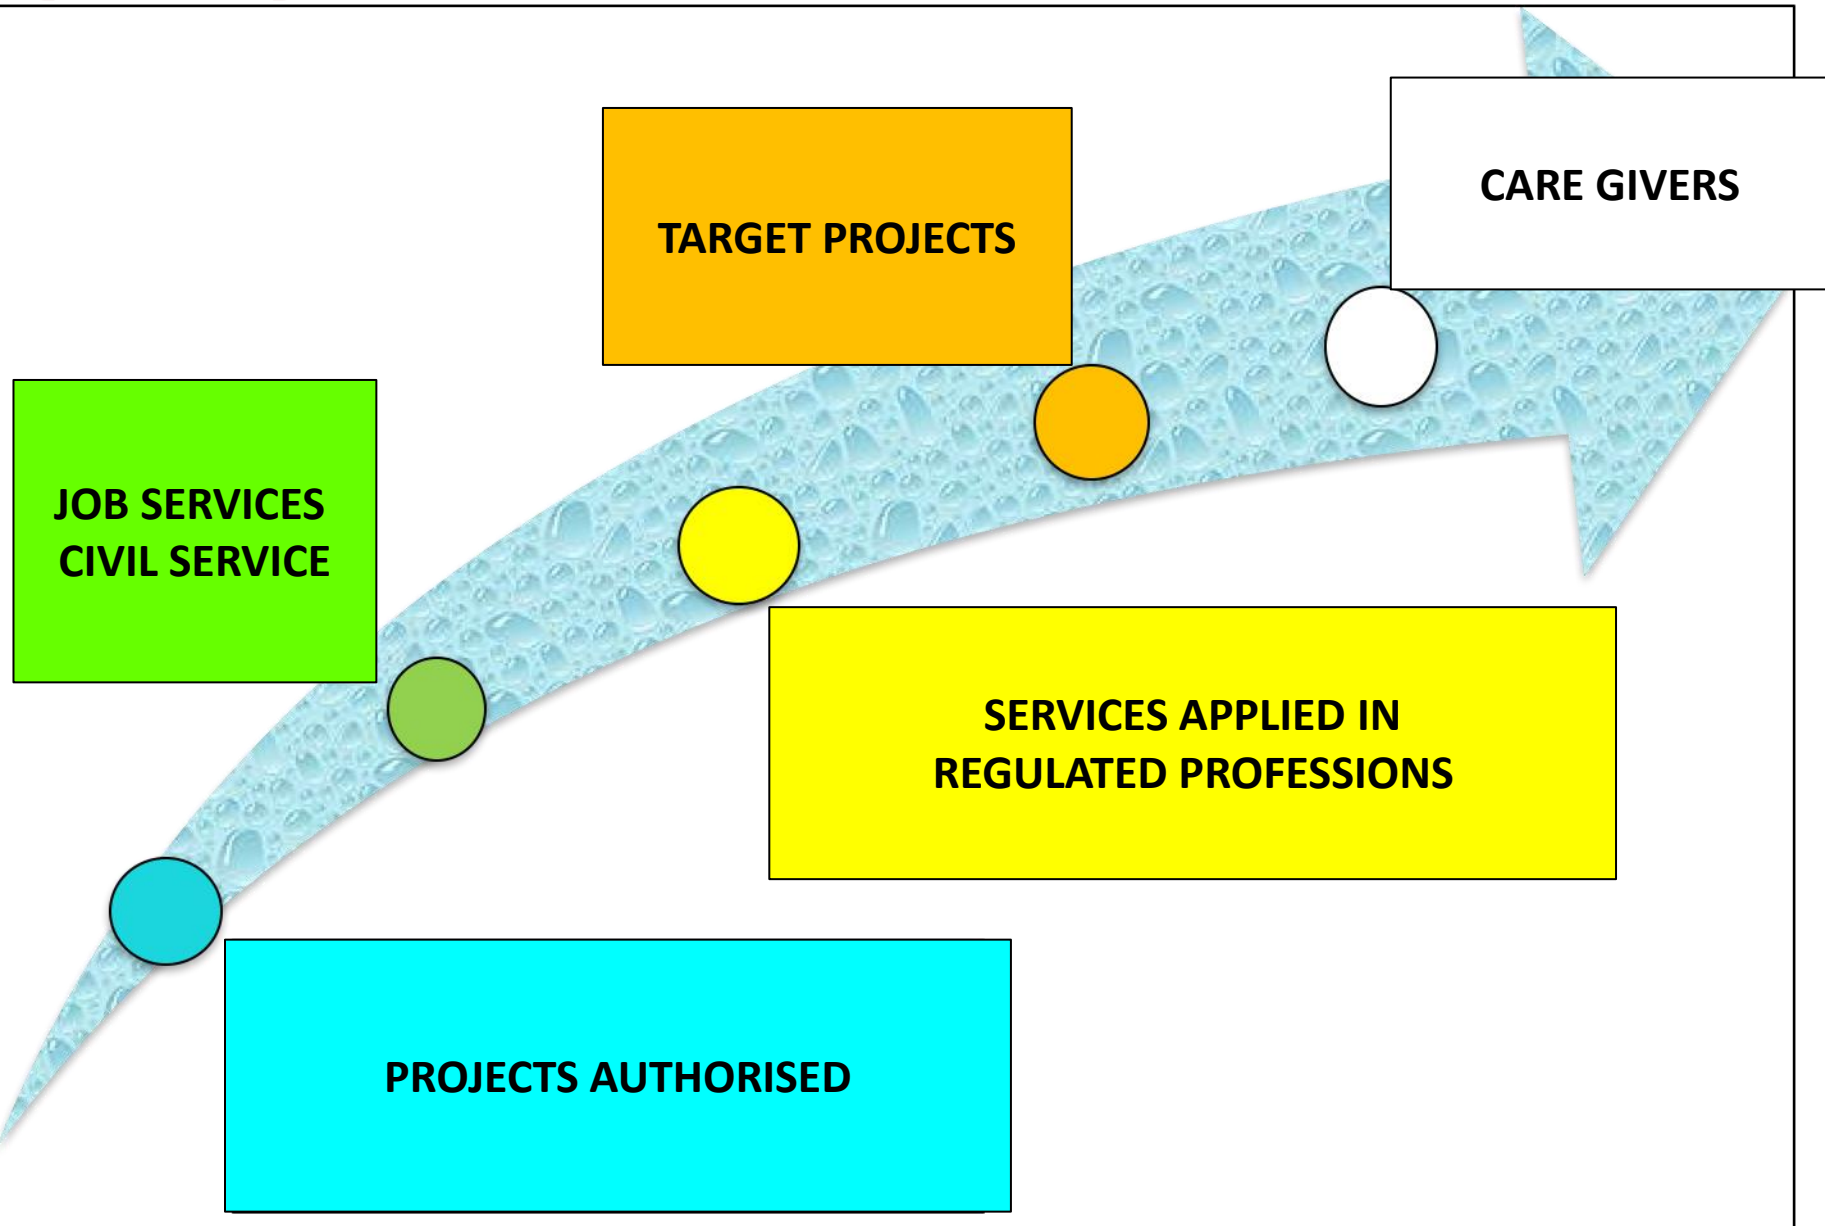 CARE GIVERS
TARGET PROJECTS
JOB SERVICES
CIVIL SERVICE
SERVICES APPLIED IN
REGULATED PROFESSIONS
PROJECTS AUTHORISED